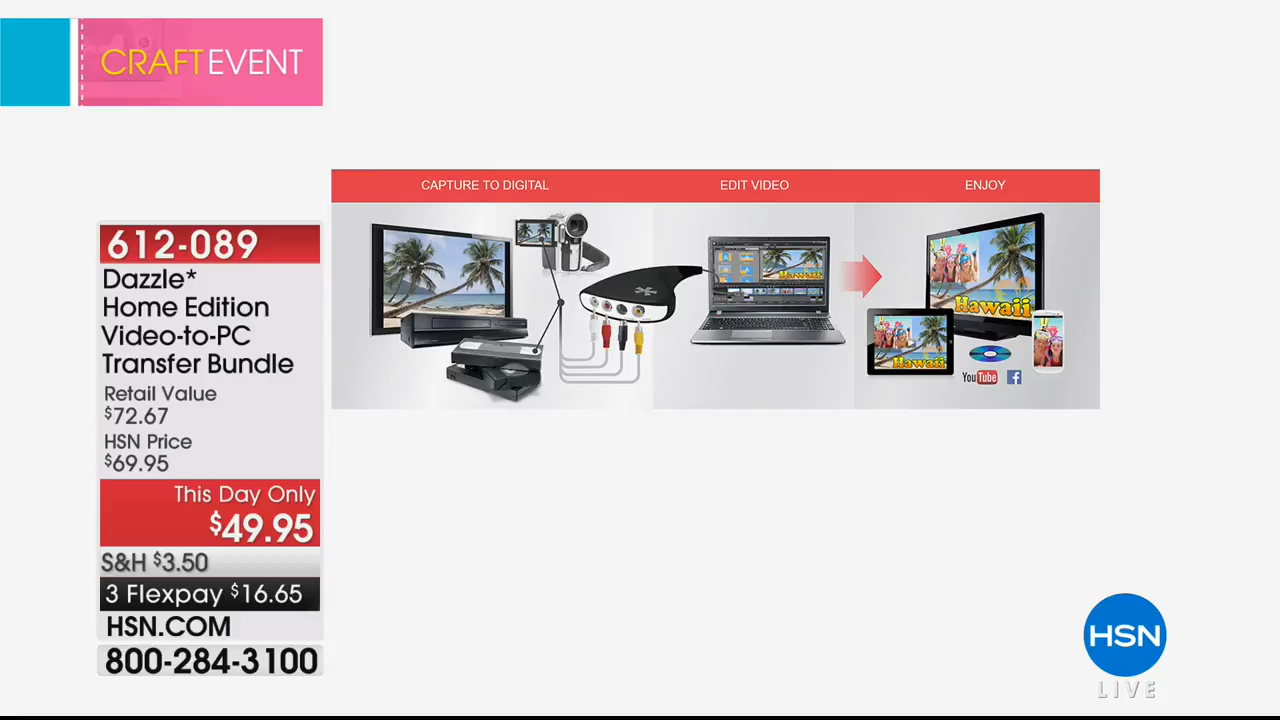 CRAFT EVENT
CAPTURE TO DIGITAL
EDIT VIDEO
ENJOY
Hawaii
Hawaii
Hawaii
YouTube
f
612-089
Dazzle*
Home Edition
Video-to-PC
Transfer Bundle
Retail Value
$72.67
HSN Price
$69.95
This Day Only
$49.95
S&H $3.50
3 Flexpay $16.65
HSN.COM
800-284-3100
HSN
LIVE